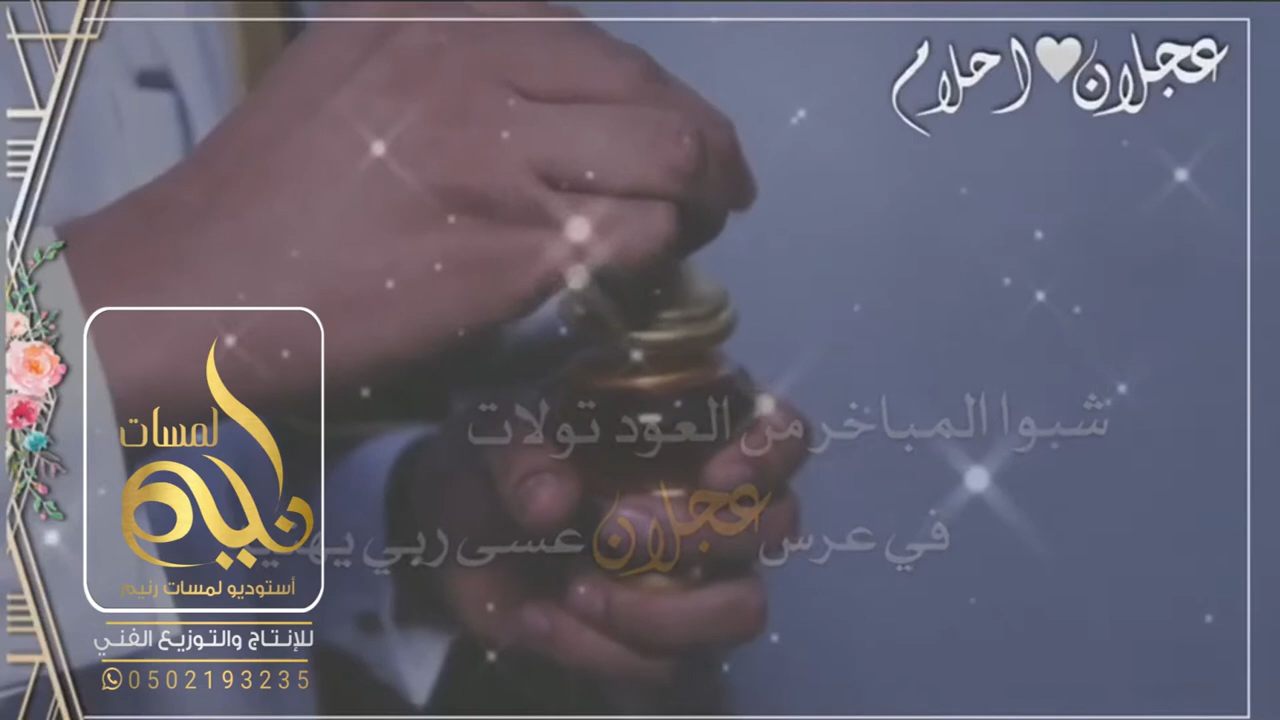 عجلان🤍احلام
شبوا المباخر من العود تولات
في عرس عجلان عسى ربي
لمسات
رنيم
أستوديو لمسات رنيم
للإنتاج والتوزيع الفني
0502193235